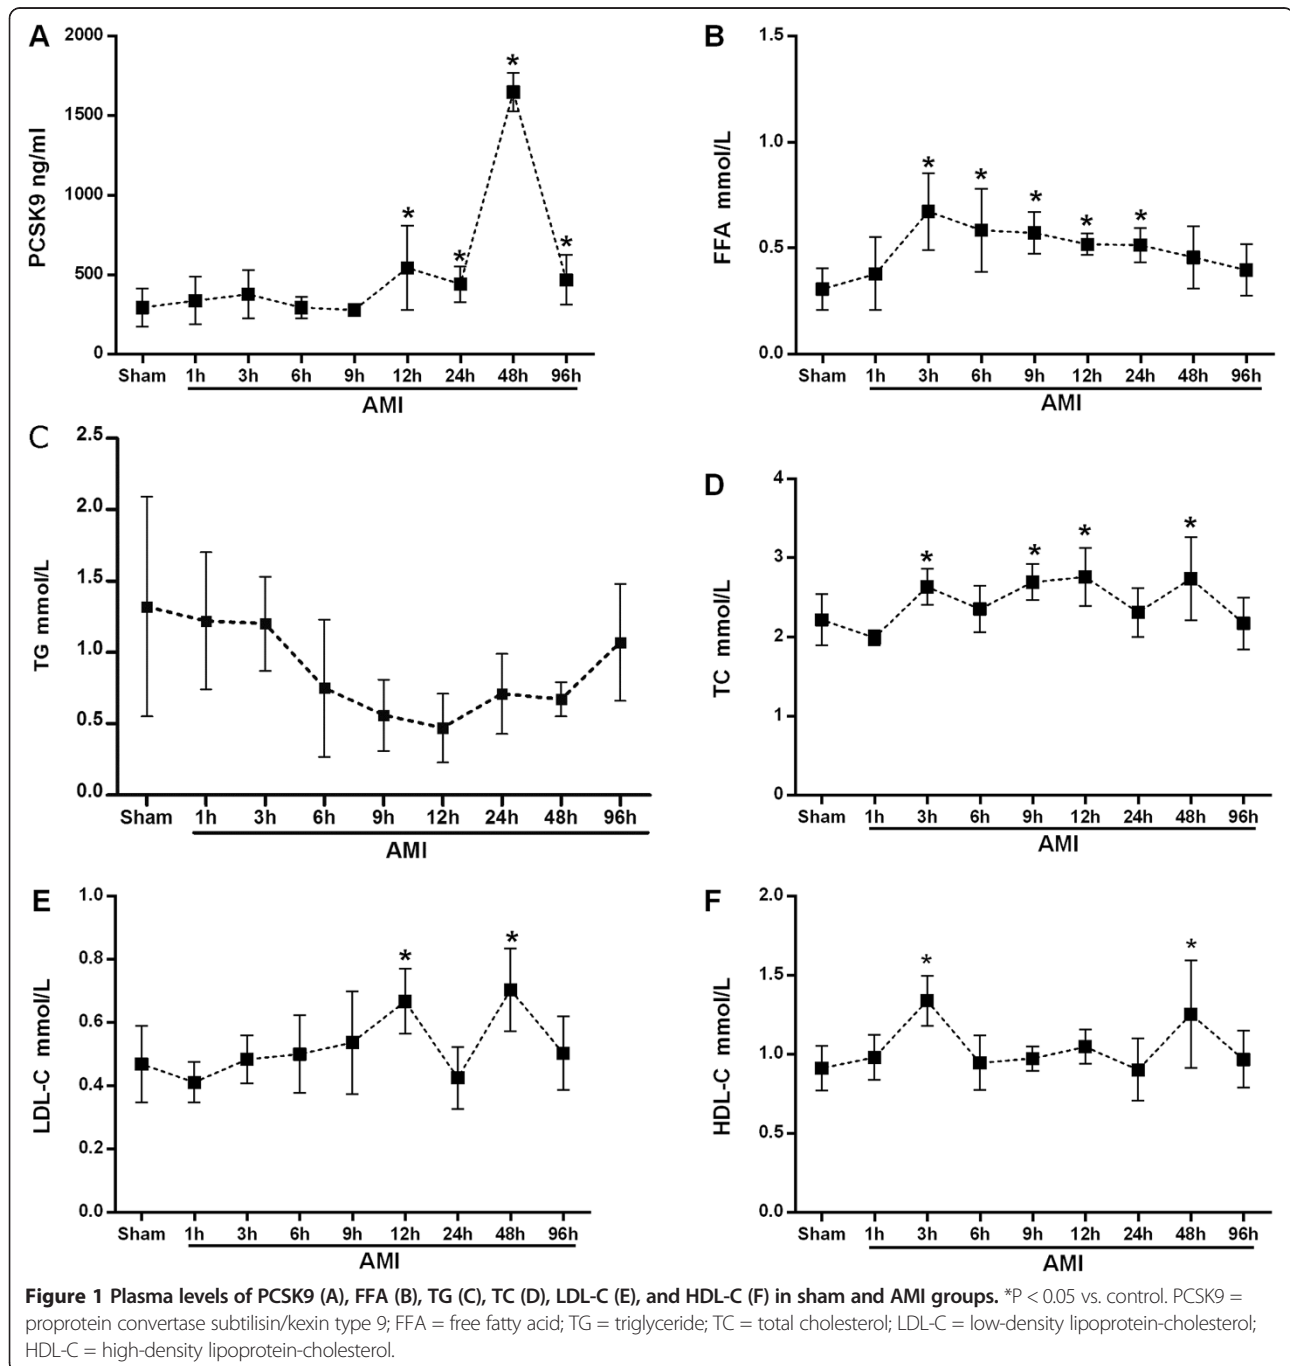 A
2000
1500
1000
500
0
PCSK9 ng/ml
* * * *
Sham 1h 3h 6h 9h 12h 24h 48h 96h
AMI
B
1.5
1.0
0.5
0.0
FFA mmol/L
* * * * *
Sham 1h 3h 6h 9h 12h 24h 48h 96h
AMI
C
2.5
2.0
1.5
1.0
0.5
0.0
TG mmol/L
Sham 1h 3h 6h 9h 12h 24h 48h 96h
AMI
D
4
3
2
1
0
TC mmol/L
* * * *
Sham 1h 3h 6h 9h 12h 24h 48h 96h
AMI
E
1.0
0.8
0.6
0.4
0.2
0.0
LDL-C mmol/L
* *
Sham 1h 3h 6h 9h 12h 24h 48h 96h
AMI
F
2.0
1.5
1.0
0.5
0.0
HDL-C mmol/L
* *
Sham 1h 3h 6h 9h 12h 24h 48h 96h
AMI
Figure 1 Plasma levels of PCSK9 (A), FFA (B), TG (C), TC (D), LDL-C (E), and HDL-C (F) in sham and AMI groups. *P < 0.05 vs. control. PCSK9 =
proprotein convertase subtilisin/kexin type 9; FFA = free fatty acid; TG = triglyceride; TC = total cholesterol; LDL-C = low-density lipoprotein-cholesterol;
HDL-C = high-density lipoprotein-cholesterol.